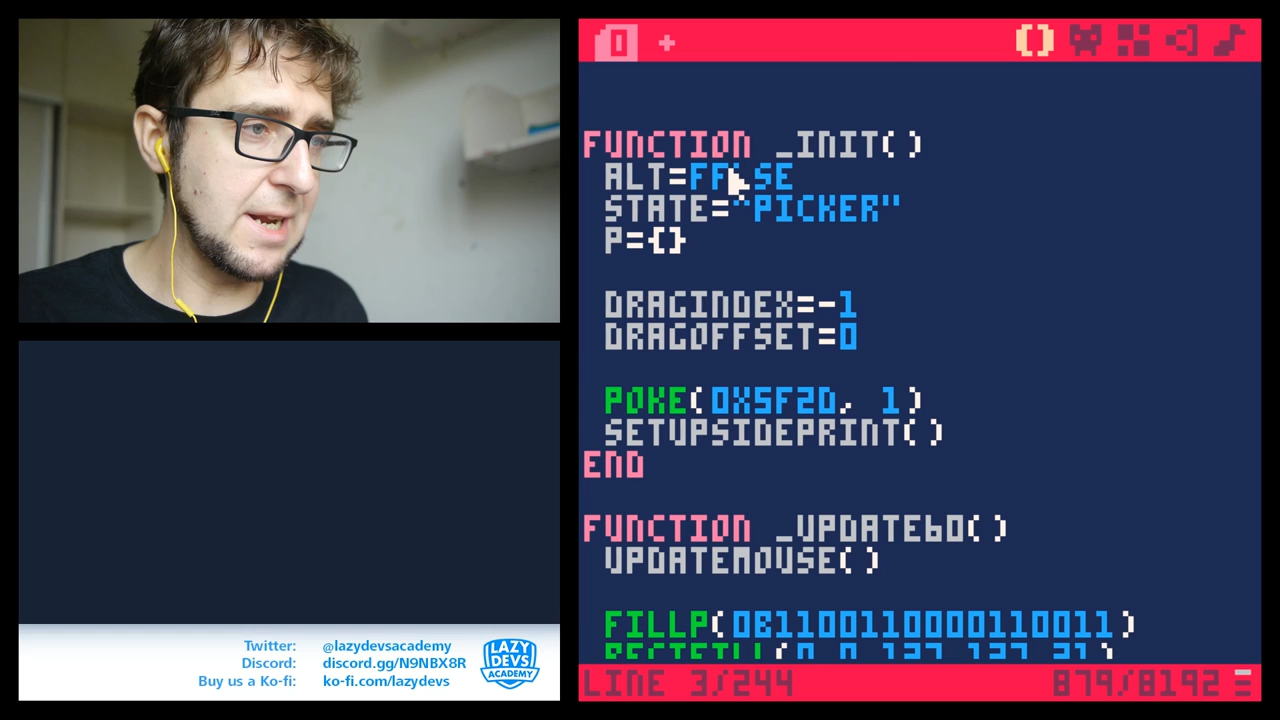 0 +
FUNCTION _INIT()
ALT=
STATE="PICKER"
P={}
DRAGINDEX=-1
DRAGOFFSET=0
POKE(0X5F2D, 1)
SETUPSIDEPRINT()
END
FUNCTION _UPDATE60()
UPDATEMOUSE()
FILLP(0B1100110000110011)
LINE 3/244
879/8192
Twitter: @lazydevsacademy
Discord: discord.gg/N9NBX8R
Buy us a Ko-fi: ko-fi.com/lazydevs
LAZY
DEVS
ACADEMY